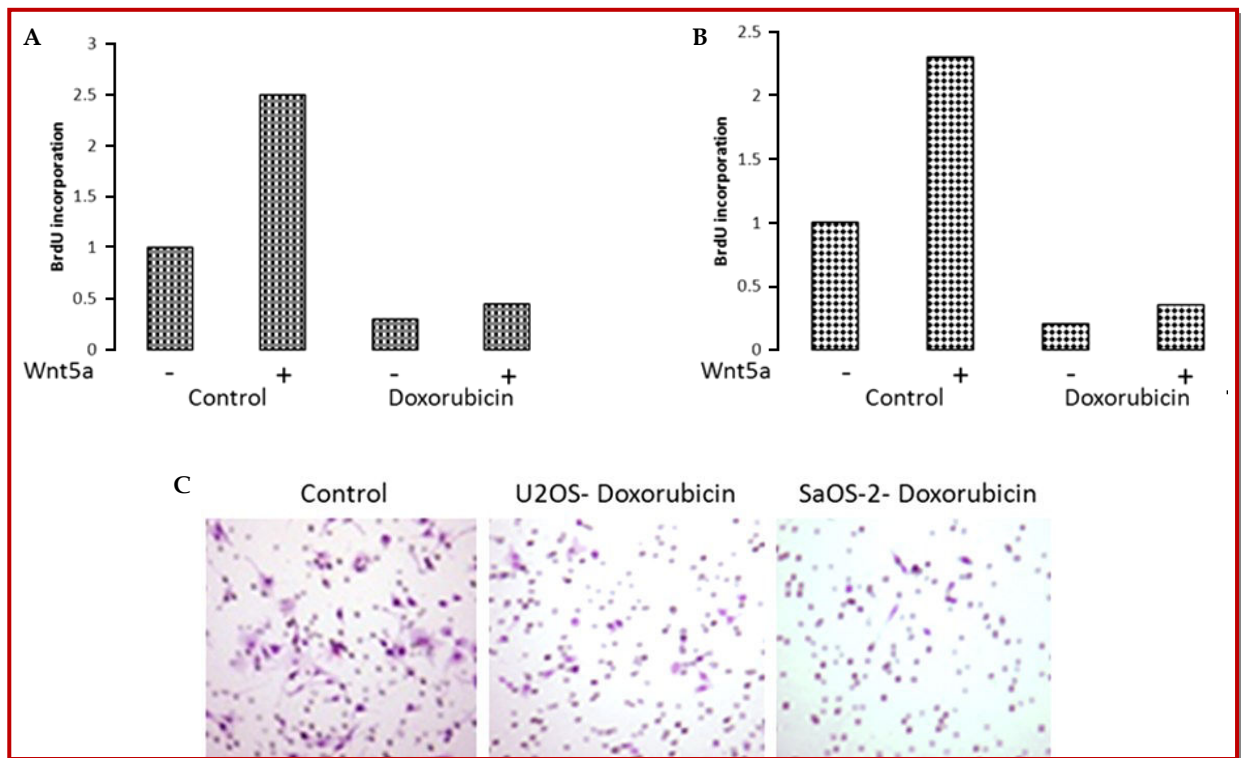 A
3
2.5
2
1.5
1
0.5
0
BrdU incorporation
Wnt5a - + - +
Control Doxorubicin
B
2.5
2
1.5
1
0.5
0
BrdU incorporation
Wnt5a - + - +
Control Doxorubicin
C
Control U2OS- Doxorubicin SaOS-2- Doxorubicin